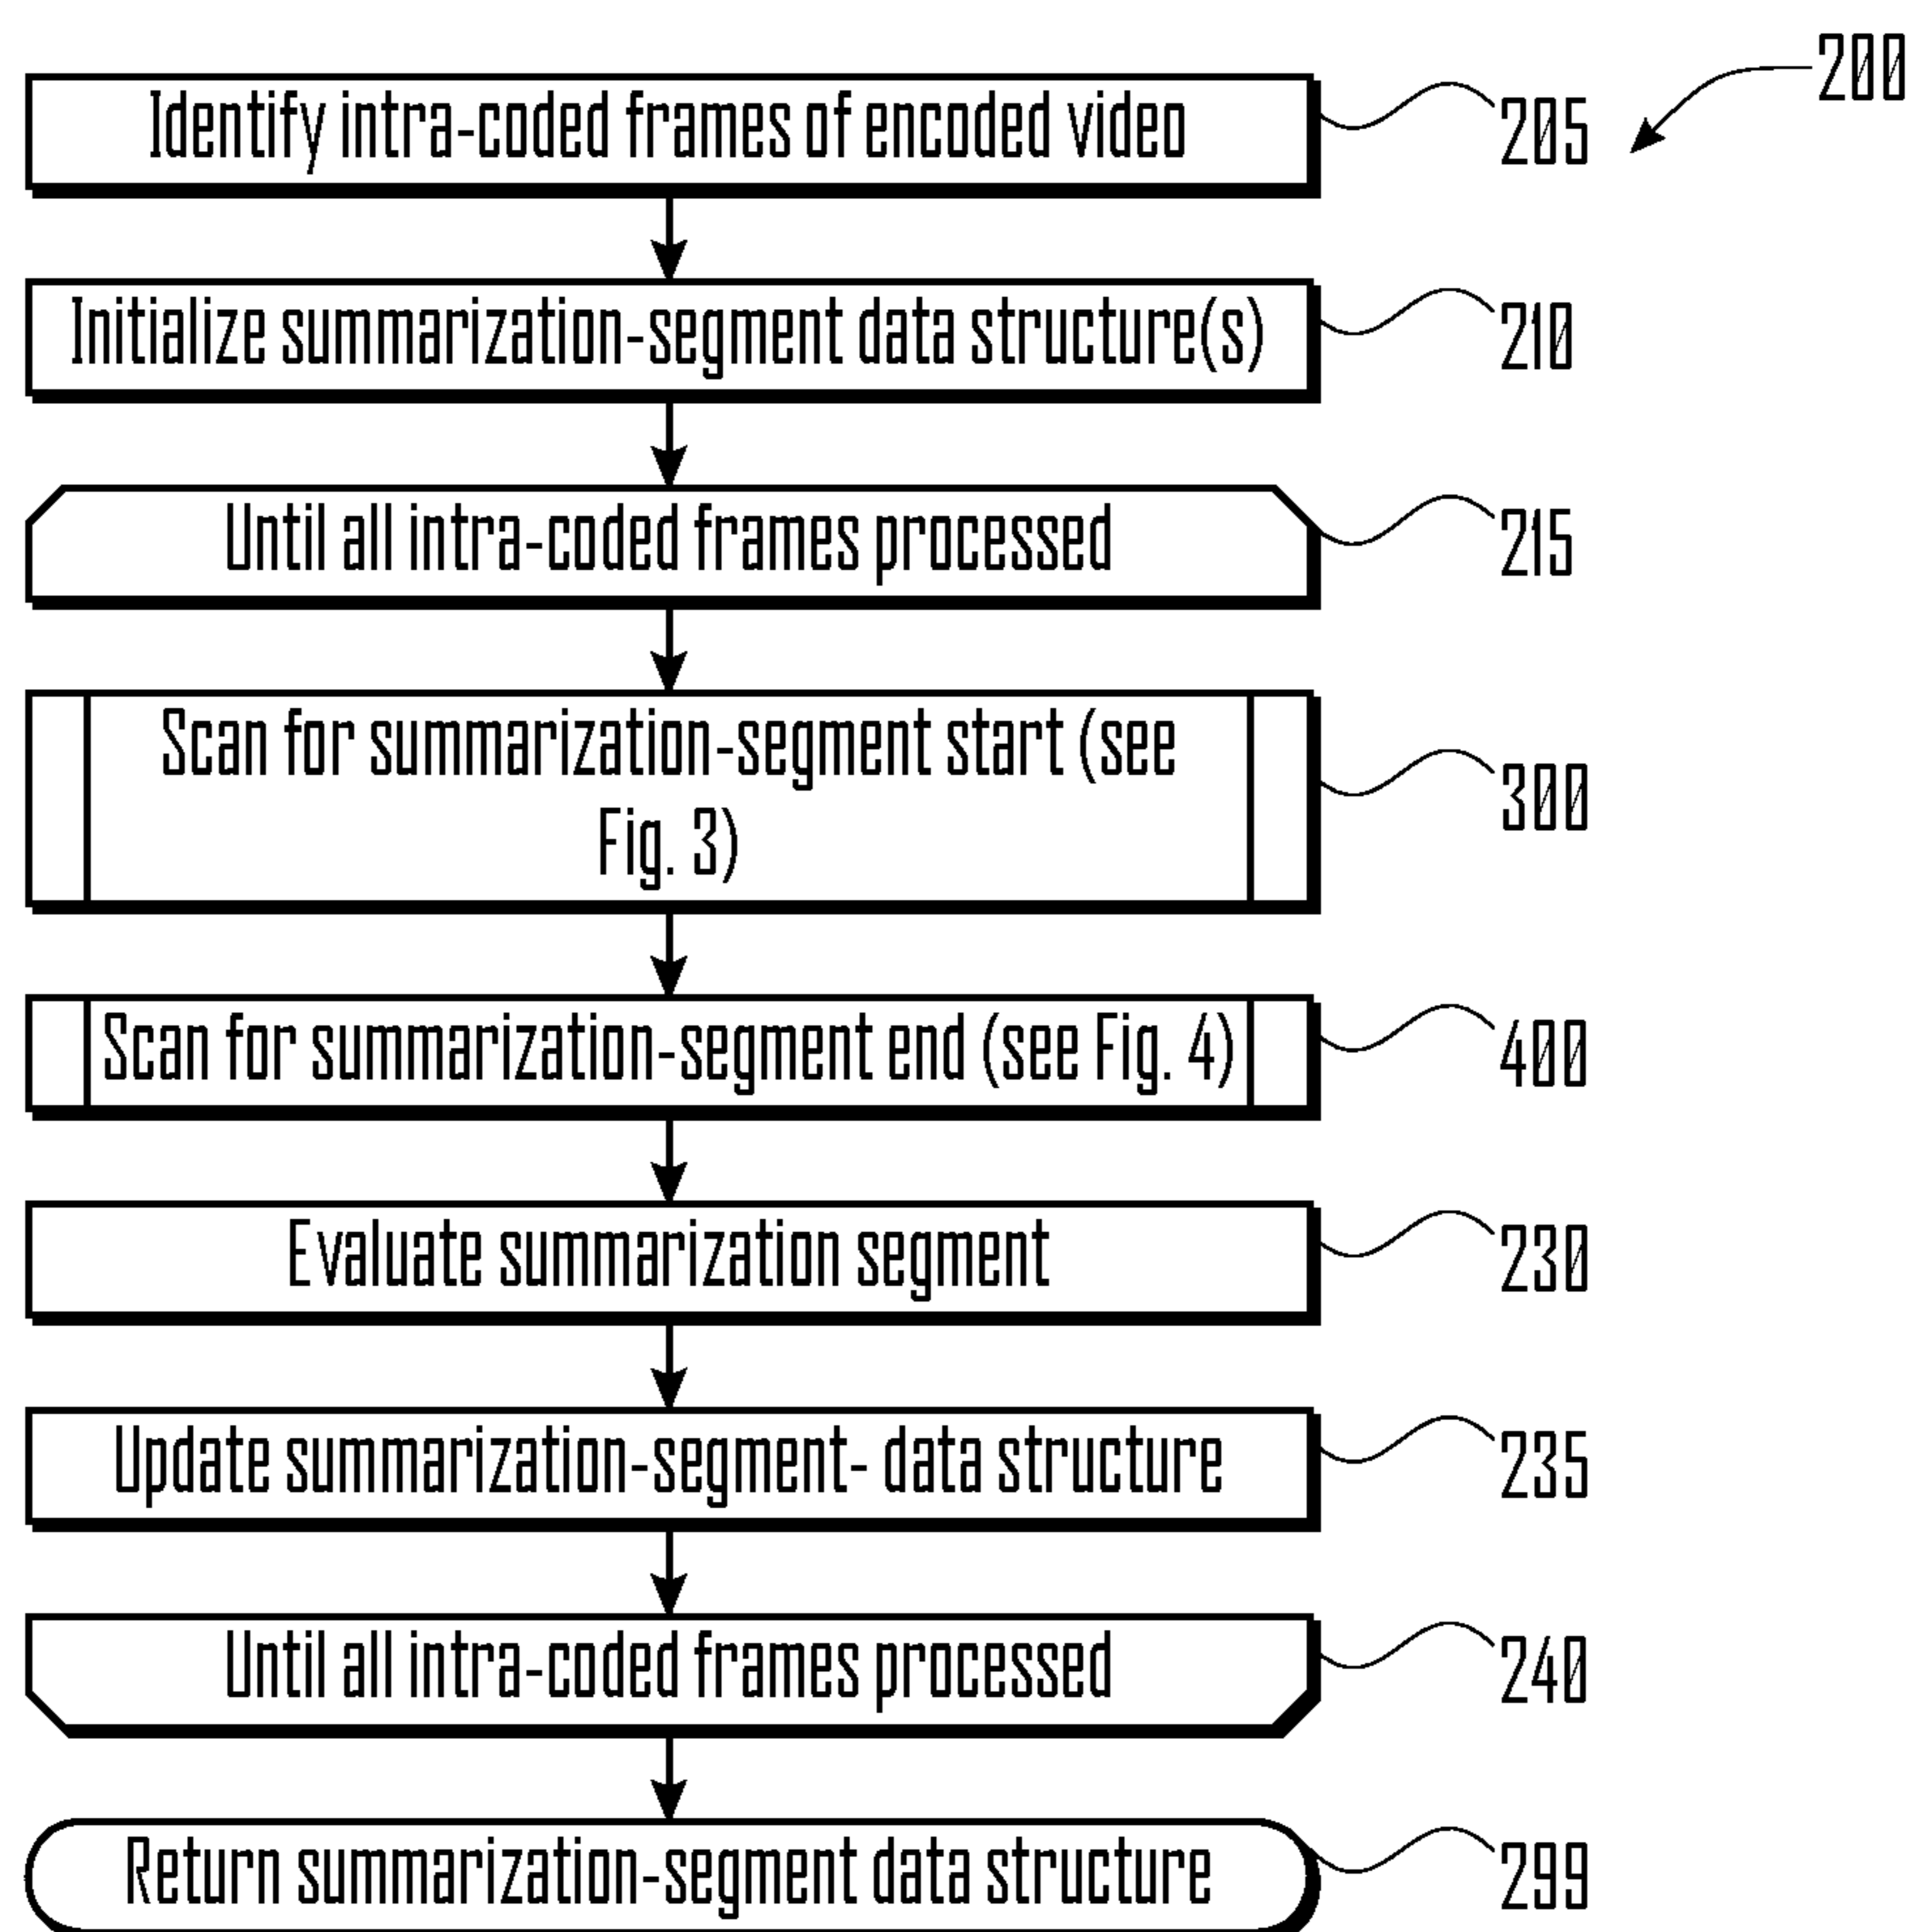 200
Identify intra-coded frames of encoded video
205
Initialize summarization-segment data structure(s)
210
Until all intra-coded frames processed
215
Scan for summarization-segment start (see
Fig. 3)
300
Scan for summarization-segment end (see Fig. 4)
400
Evaluate summarization segment
230
Update summarization-segment- data structure
235
Until all intra-coded frames processed
240
Return summarization-segment data structure
299